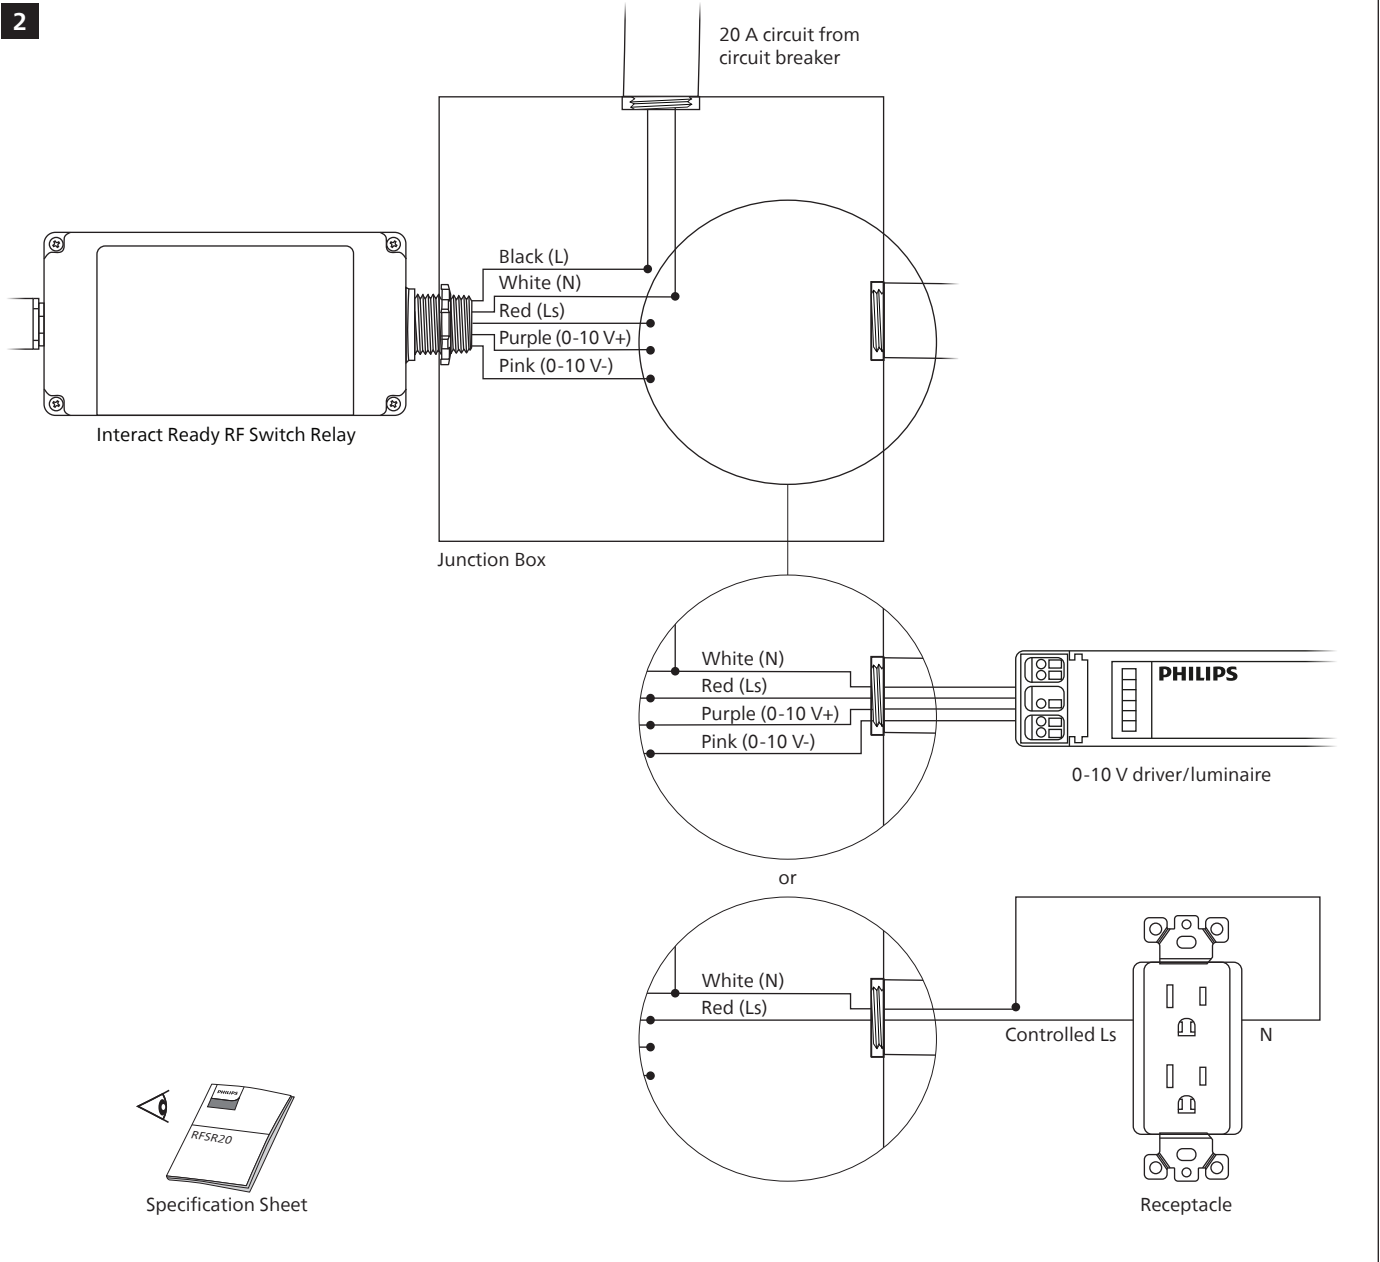 2
20 A circuit from
circuit breaker
Black (L)
White (N)
Red (Ls)
Purple (0-10 V+)
Pink (0-10 V-)
Interact Ready RF Switch Relay
Junction Box
White (N)
Red (Ls)
Purple (0-10 V+)
Pink (0-10 V-)
PHILIPS
0-10 V driver/luminaire
or
White (N)
Red (Ls)
Controlled Ls
N
PHILIPS
RFSR20
Specification Sheet
Receptacle